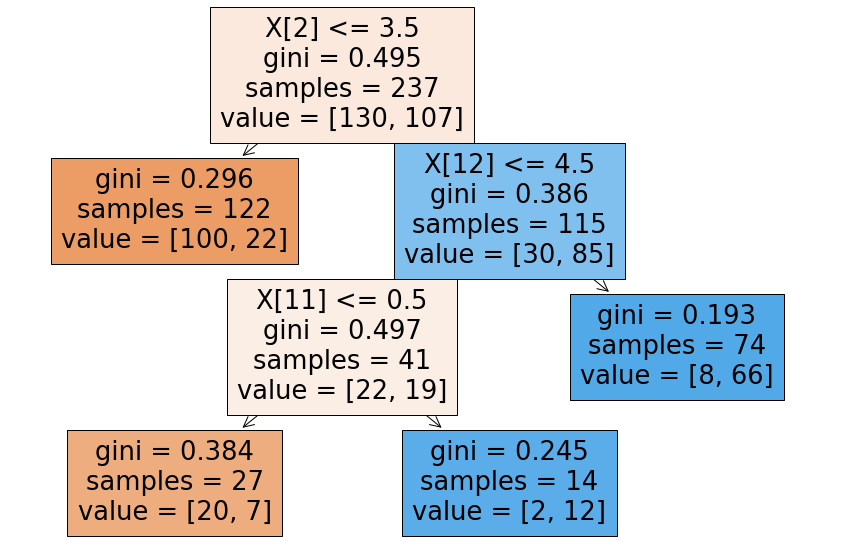 X[2] <= 3.5
gini = 0.495
samples = 237
value = [130, 107]
gini = 0.296
samples = 122
value = [100, 22]
X[12] <= 4.5
gini = 0.386
samples = 115
value = [30, 85]
X[11] <= 0.5
gini = 0.497
samples = 41
value = [22, 19]
gini = 0.193
samples = 74
value = [8, 66]
gini = 0.384
samples = 27
value = [20, 7]
gini = 0.245
samples = 14
value = [2, 12]